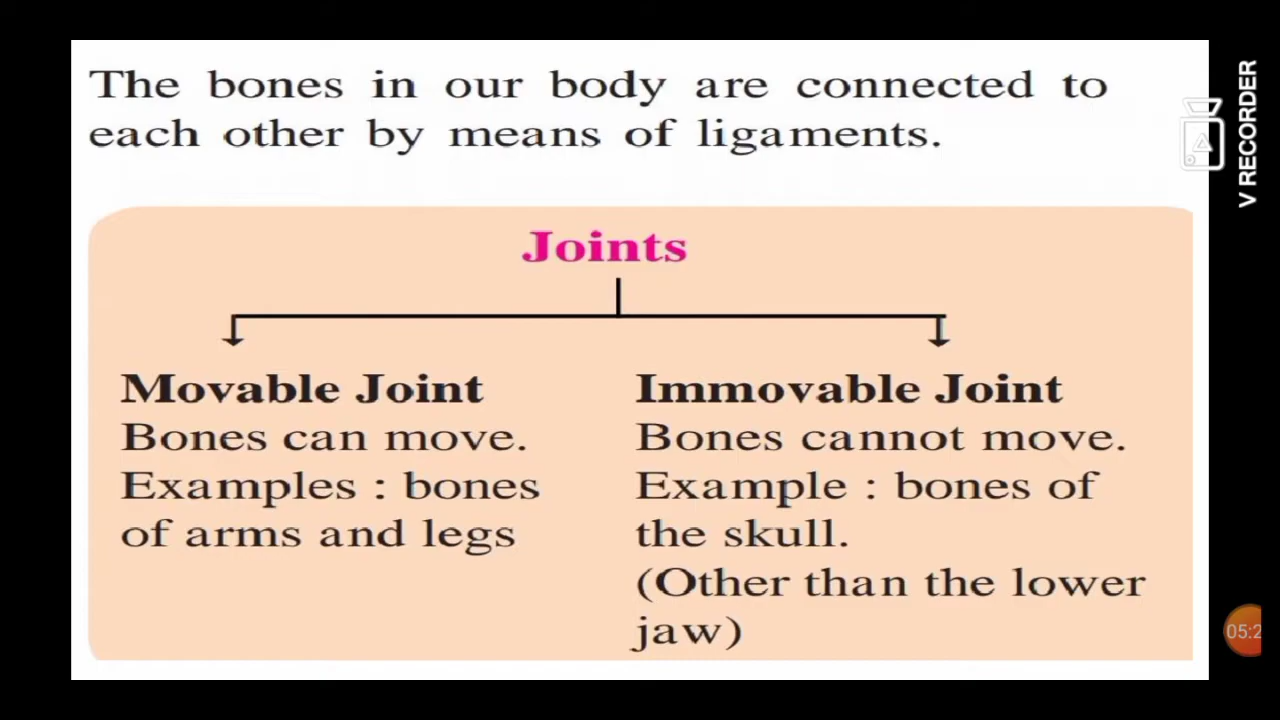 The bones in our body are connected to
each other by means of ligaments.
Joints
Movable Joint
Bones can move.
Examples : bones
of arms and legs
Immovable Joint
Bones cannot move.
Example : bones of
the skull.
(Other than the lower
jaw)
V RECORDER
05:2